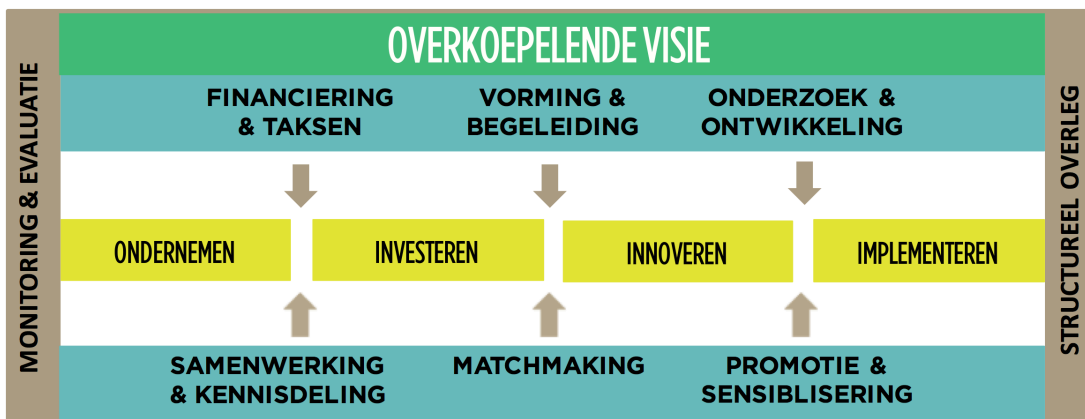 OVERKOEPELENDE VISIE
MONITORING & EVALUATIE
FINANCIERING
& TAKSEN
VORMING &
BEGELEIDING
ONDERZOEK &
ONTWIKKELING
STRUCTUREEL OVERLEG
ONDERNEMEN
INVESTEREN
INNOVEREN
IMPLEMENTEREN
SAMENWERKING
& KENNISDELING
MATCHMAKING
PROMOTIE &
SENSIBLISERING